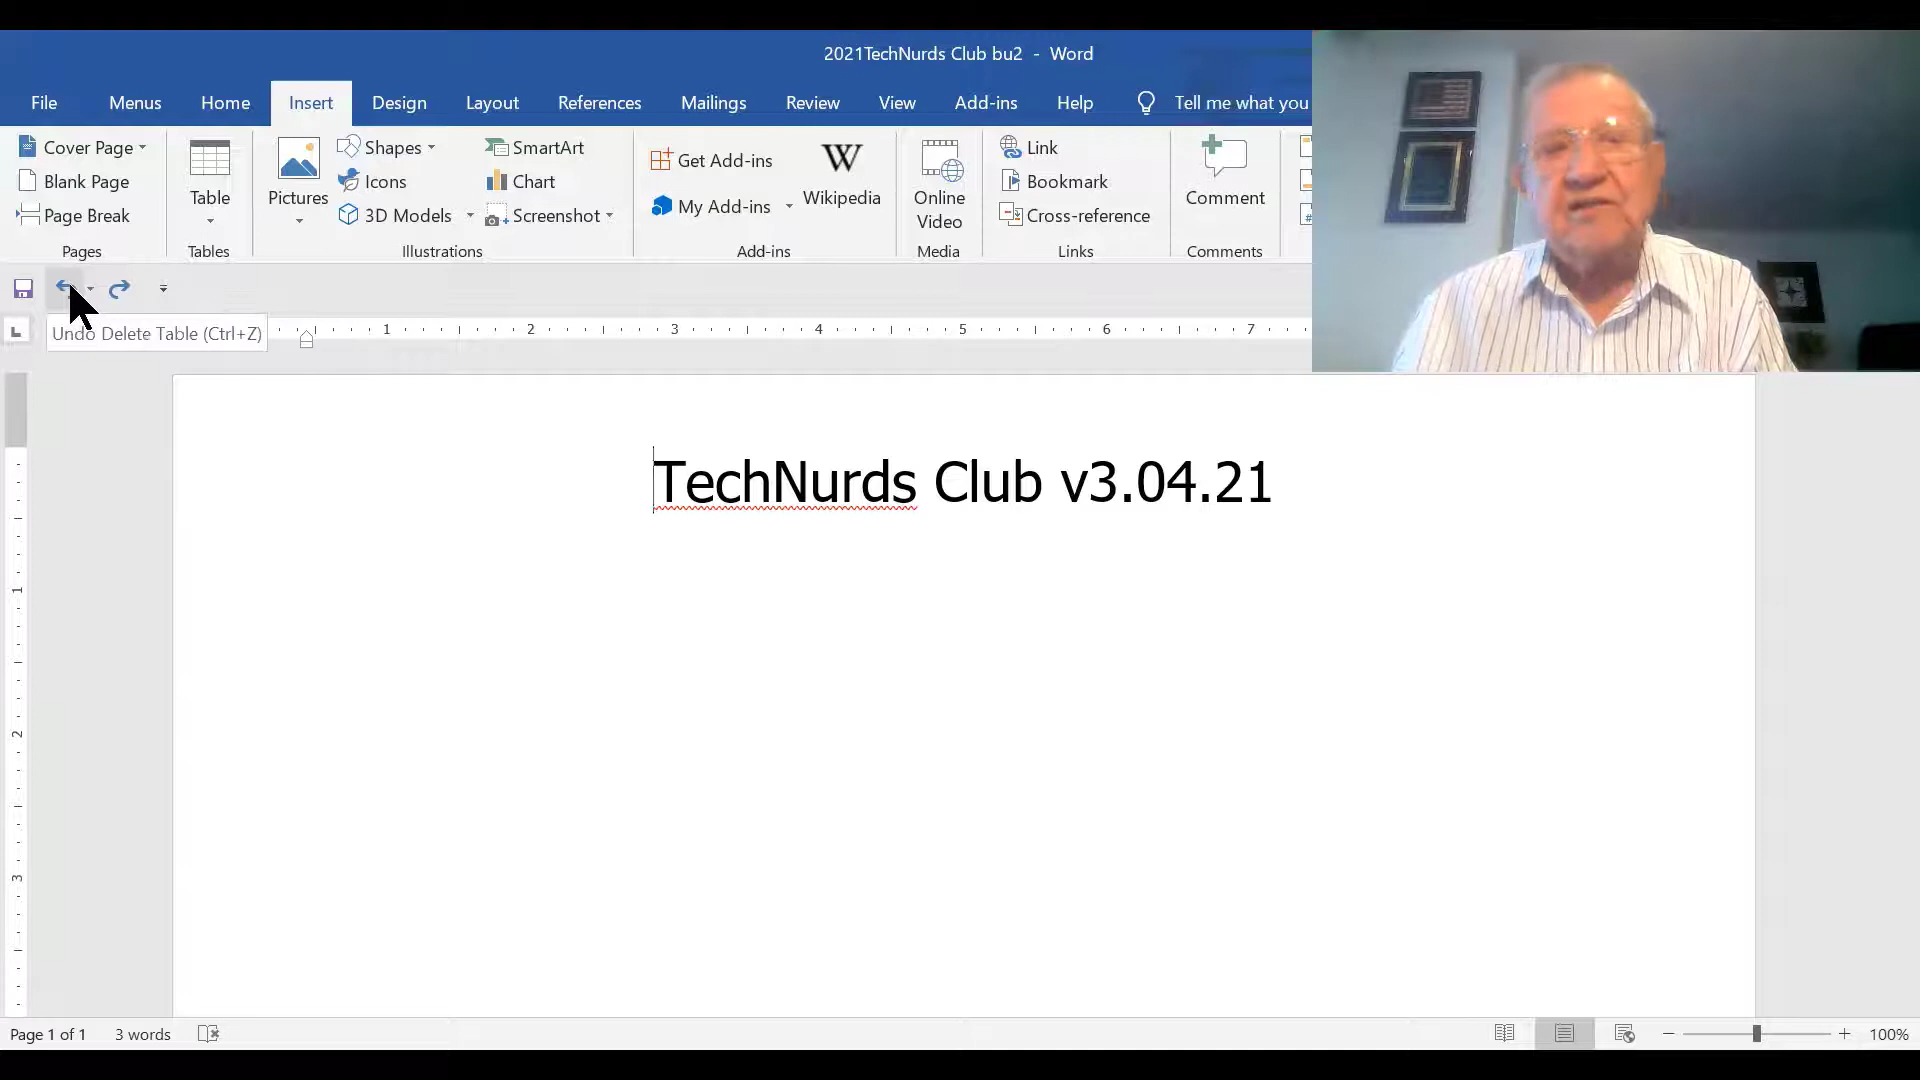 2021TechNurds Club bu2 - Word
File Menus Home Insert Design Layout References Mailings Review View Add-ins Help Tell me what you
Cover Page
Blank Page
Page Break
Pages
Table
Tables
Pictures
Shapes
Icons
3D Models
SmartArt
Chart
Screenshot
Illustrations
Get Add-ins
My Add-ins
W
Wikipedia
Add-ins
Online
Video
Media
Link
Bookmark
Cross-reference
Links
Comment
Comments
Undo Delete Table (Ctrl+Z)
1 2 3 4 5 6 7
TechNurds Club v3.04.21
1
2
3
Page 1 of 1 3 words 100%